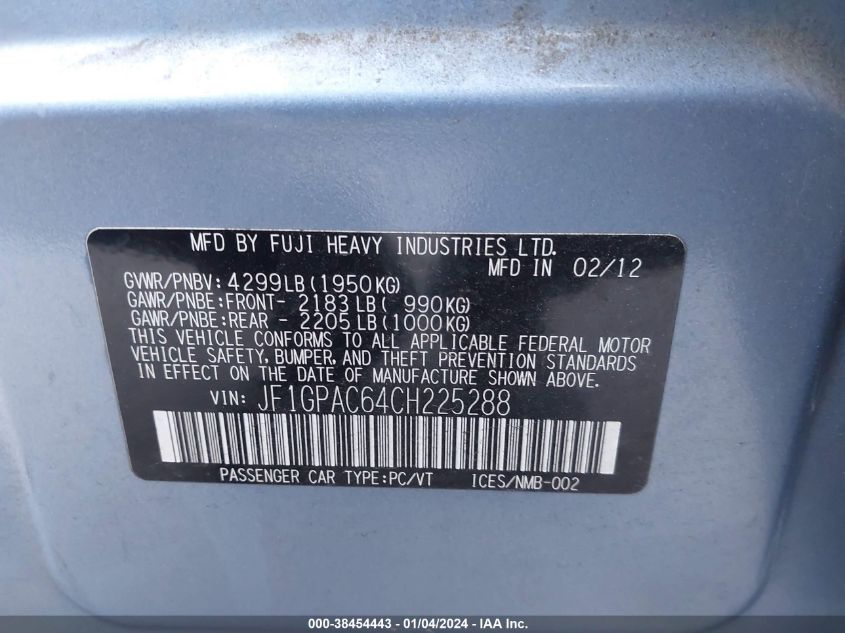 MFD BY FUJI HEAVY INDUSTRIES LTD.
MFD IN 02/12
GVWR/PNBV: 4299LB(1950KG)
GAWR/PNBE:FRONT- 2183LB( 990KG)
GAWR/PNBE:REAR - 2205LB(1000KG)
THIS VEHICLE CONFORMS TO ALL APPLICABLE FEDERAL MOTOR
VEHICLE SAFETY, BUMPER, AND THEFT PREVENTION STANDARDS
IN EFFECT ON THE DATE OF MANUFACTURE SHOWN ABOVE.
VIN: JF1GPAC64CH225288
PASSENGER CAR TYPE:PC/VT ICES/NMB-002
000-38454443 - 01/04/2024 - IAA Inc.